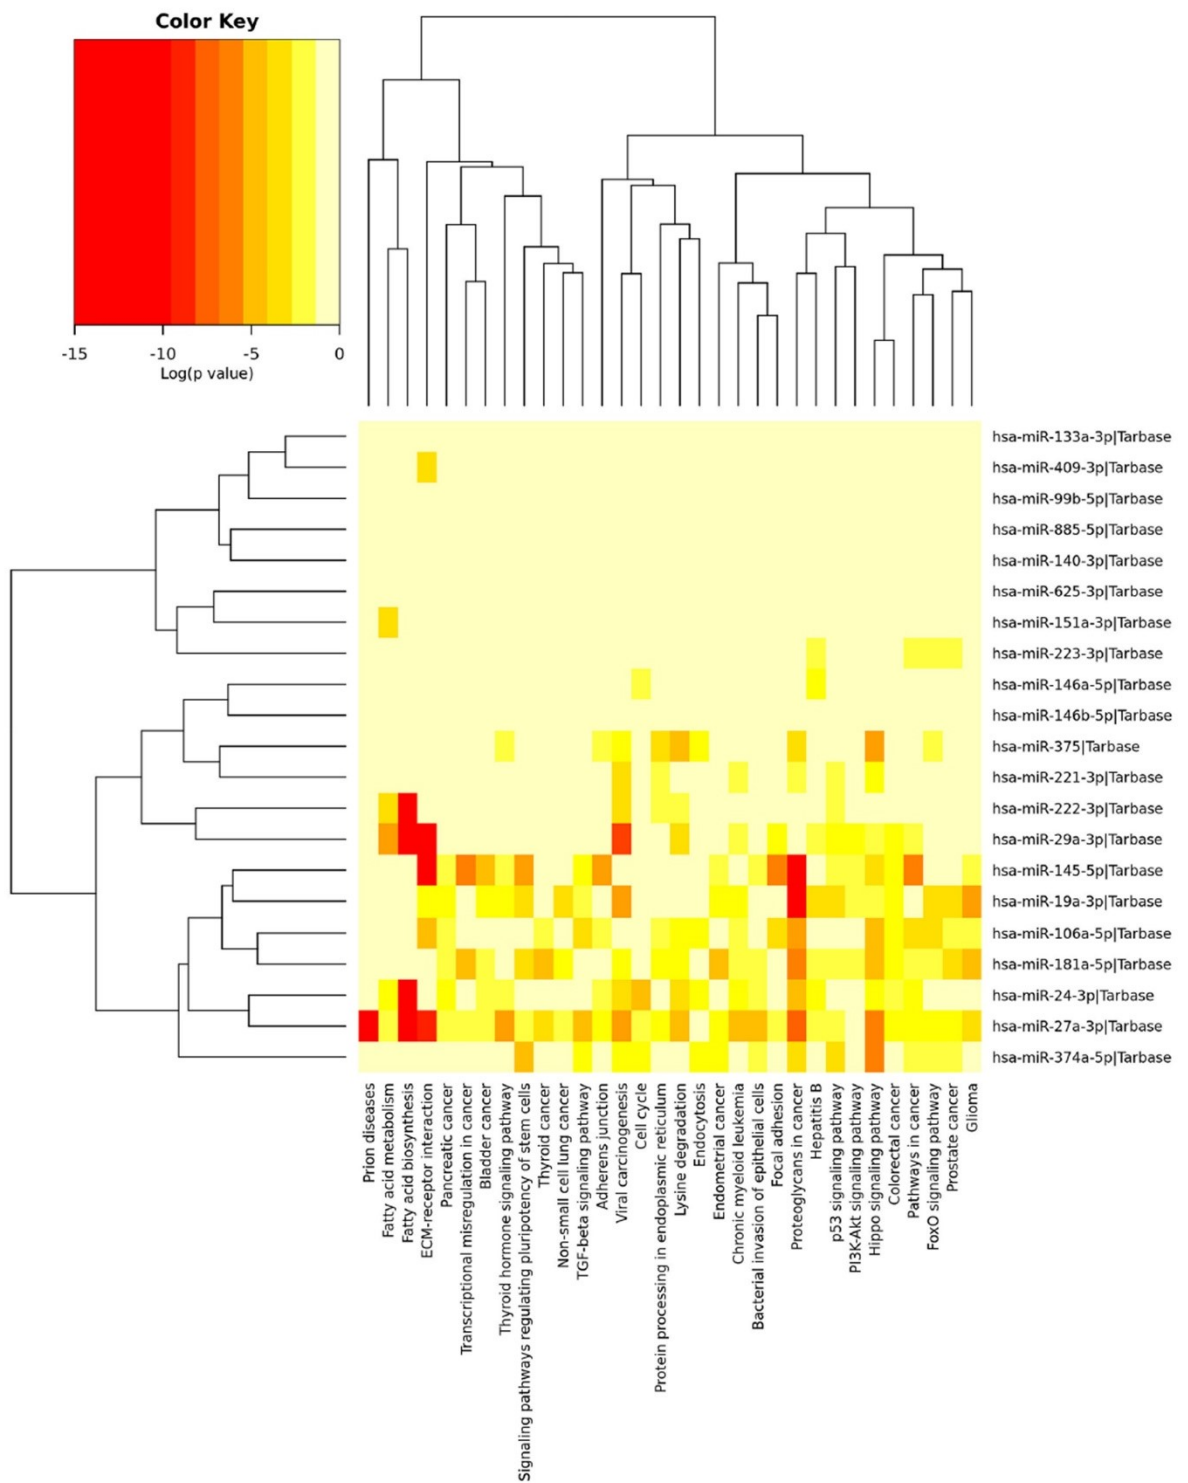 Color Key
-15 -10 -5 0
Log(p value)
hsa-miR-133a-3p|Tarbase
hsa-miR-409-3p|Tarbase
hsa-miR-99b-5p|Tarbase
hsa-miR-885-5p|Tarbase
hsa-miR-140-3p|Tarbase
hsa-miR-625-3p|Tarbase
hsa-miR-151a-3p|Tarbase
hsa-miR-223-3p|Tarbase
hsa-miR-146a-5p|Tarbase
hsa-miR-146b-5p|Tarbase
hsa-miR-375|Tarbase
hsa-miR-221-3p|Tarbase
hsa-miR-222-3p|Tarbase
hsa-miR-29a-3p|Tarbase
hsa-miR-145-5p|Tarbase
hsa-miR-19a-3p|Tarbase
hsa-miR-106a-5p|Tarbase
hsa-miR-181a-5p|Tarbase
hsa-miR-24-3p|Tarbase
hsa-miR-27a-3p|Tarbase
hsa-miR-374a-5p|Tarbase
Prion diseases
Fatty acid metabolism
Fatty acid biosynthesis
ECM-receptor interaction
Pancreatic cancer
Transcriptional misregulation in cancer
Bladder cancer
Thyroid hormone signaling pathway
Signaling pathways regulating pluripotency of stem cells
Thyroid cancer
Non-small cell lung cancer
TGF-beta signaling pathway
Adherens junction
Viral carcinogenesis
Cell cycle
Protein processing in endoplasmic reticulum
Lysine degradation
Endocytosis
Endometrial cancer
Chronic myeloid leukemia
Bacterial invasion of epithelial cells
Focal adhesion
Proteoglycans in cancer
Hepatitis B
p53 signaling pathway
PI3K-Akt signaling pathway
Hippo signaling pathway
Colorectal cancer
Pathways in cancer
FoxO signaling pathway
Prostate cancer
Glioma